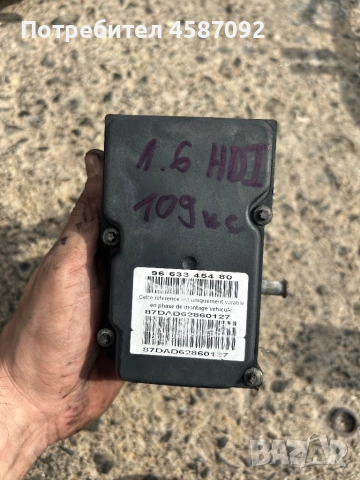 Потребител 4587092
1.6 HDI
109 кс
96 633 454 80
Cette référence est uniquement valable
en phase de montage véhicule
87DAD62860127
87DAD62860127
BAZAR